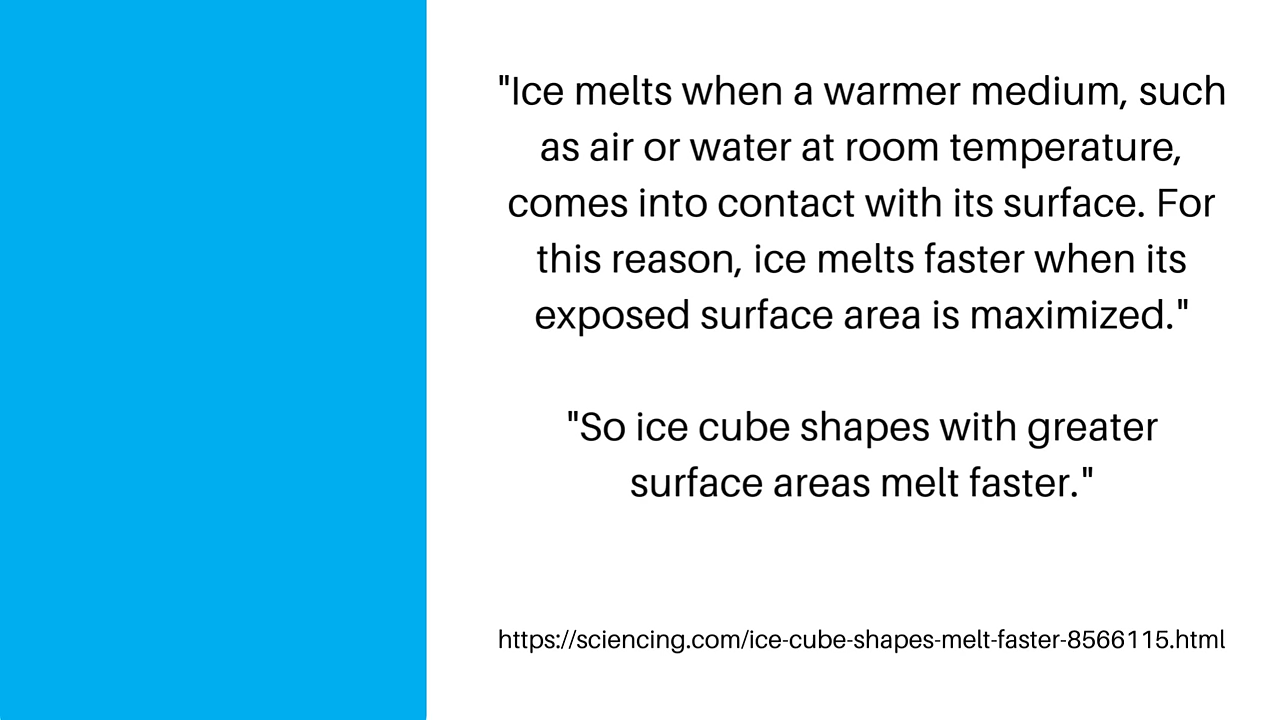 "Ice melts when a warmer medium, such
as air or water at room temperature,
comes into contact with its surface. For
this reason, ice melts faster when its
exposed surface area is maximized."
"So ice cube shapes with greater
surface areas melt faster."
https://sciencing.com/ice-cube-shapes-melt-faster-8566115.html